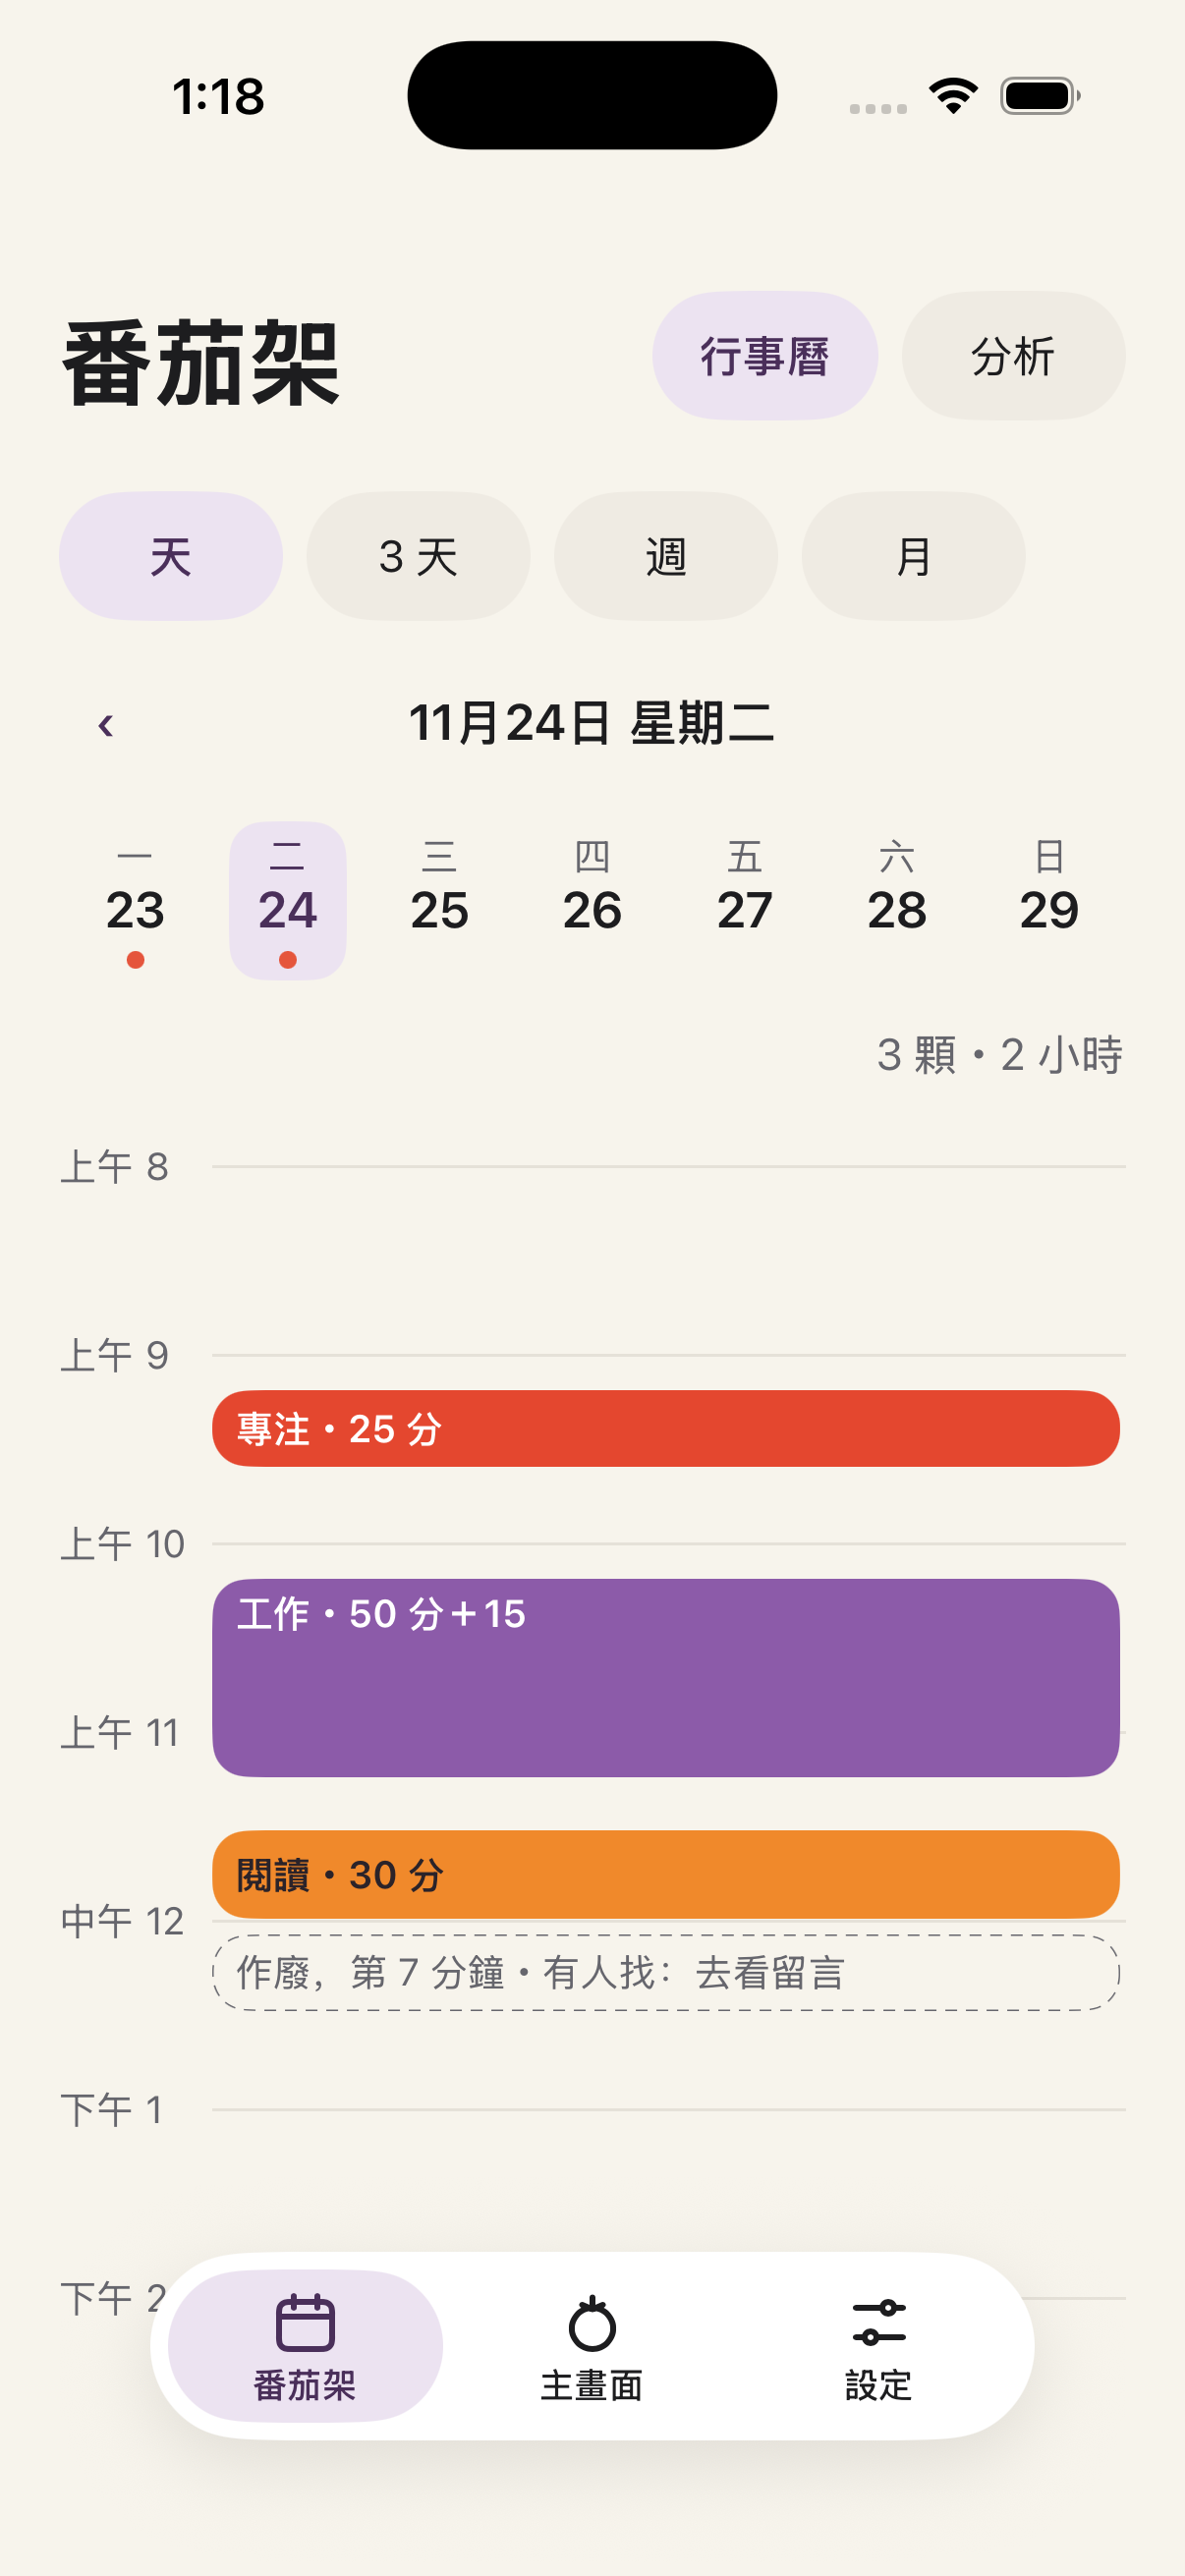 1:18
番茄架
行事曆
分析
天
3 天
週
月
‹
11月24日 星期二
一
二
三
四
五
六
日
23
24
25
26
27
28
29
3 顆・2 小時
上午 8
上午 9
專注・25 分
上午 10
工作・50 分+15
上午 11
閱讀・30 分
中午 12
作廢，第 7 分鐘・有人找：去看留言
下午 1
下午 2
番茄架
主畫面
設定